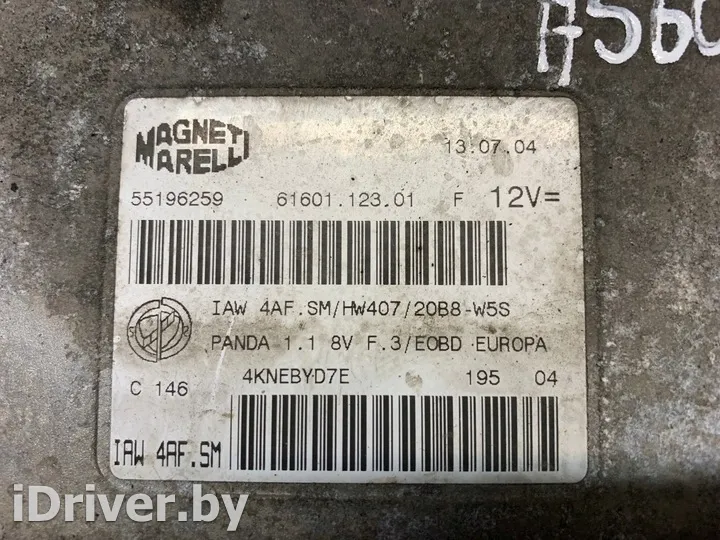 A560
MAGNETI
MARELLI
13.07.04
55196259 61601.123.01 F 12V=
IAW 4AF.SM/HW407/20B8-W5S
PANDA 1.1 8V F.3/EOBD EUROPA
C 146 4KNEBYD7E 195 04
IAW 4AF.SM
iDriver.by